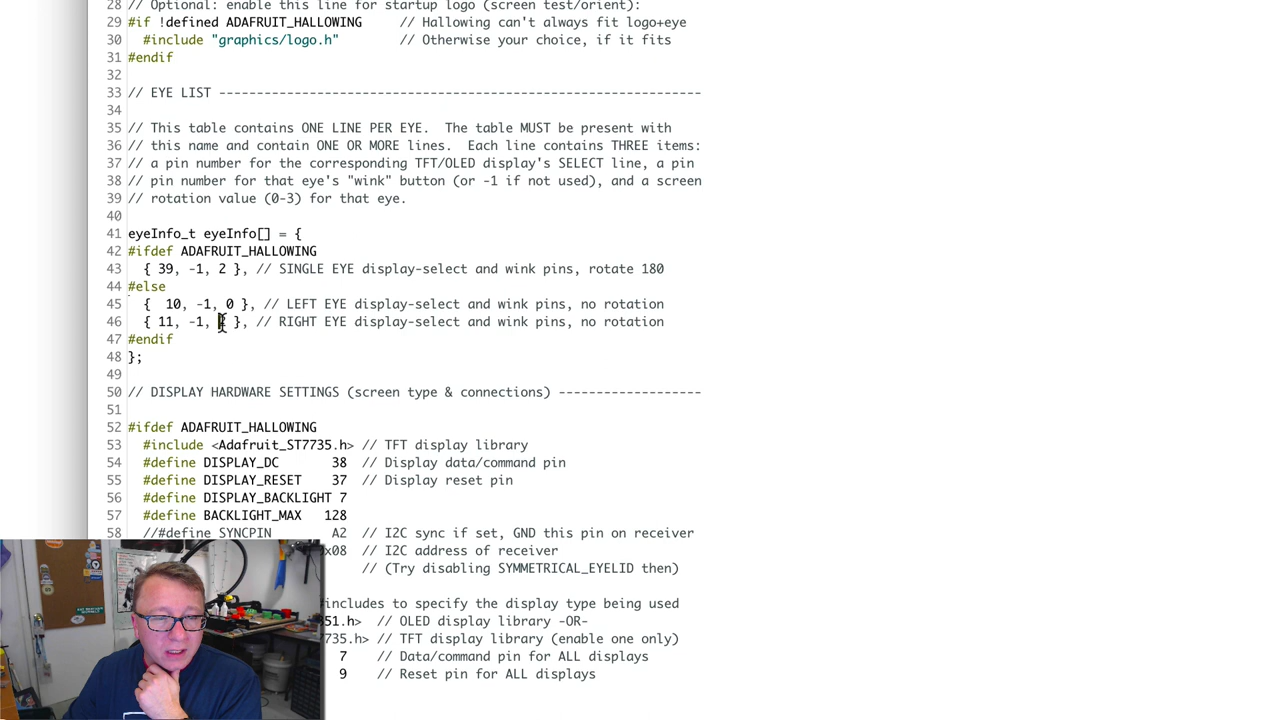 28 // Optional: enable this line for startup logo (screen test/orient):
29 #if !defined ADAFRUIT_HALLOWING // Hallowing can't always fit logo+eye
30 #include "graphics/logo.h" // Otherwise your choice, if it fits
31 #endif
32
33 // EYE LIST ----------------------------------------------------------------
34
35 // This table contains ONE LINE PER EYE. The table MUST be present with
36 // this name and contain ONE OR MORE lines. Each line contains THREE items:
37 // a pin number for the corresponding TFT/OLED display's SELECT line, a pin
38 // pin number for that eye's "wink" button (or -1 if not used), and a screen
39 // rotation value (0-3) for that eye.
40
41 eyeInfo_t eyeInfo[] = {
42 #ifdef ADAFRUIT_HALLOWING
43 { 39, -1, 2 }, // SINGLE EYE display-select and wink pins, rotate 180
44 #else
45 { 10, -1, 0 }, // LEFT EYE display-select and wink pins, no rotation
46 { 11, -1, }, // RIGHT EYE display-select and wink pins, no rotation
47 #endif
48 };
49
50 // DISPLAY HARDWARE SETTINGS (screen type & connections) -------------------
51
52 #ifdef ADAFRUIT_HALLOWING
53 #include <Adafruit_ST7735.h> // TFT display library
54 #define DISPLAY_DC 38 // Display data/command pin
55 #define DISPLAY_RESET 37 // Display reset pin
56 #define DISPLAY_BACKLIGHT 7
57 #define BACKLIGHT_MAX 128
58 //#define SYNCPIN A2 // I2C sync if set, GND this pin on receiver
x08 // I2C address of receiver
// (Try disabling SYMMETRICAL_EYELID then)
includes to specify the display type being used
51.h> // OLED display library -OR-
7735.h> // TFT display library (enable one only)
7 // Data/command pin for ALL displays
9 // Reset pin for ALL displays